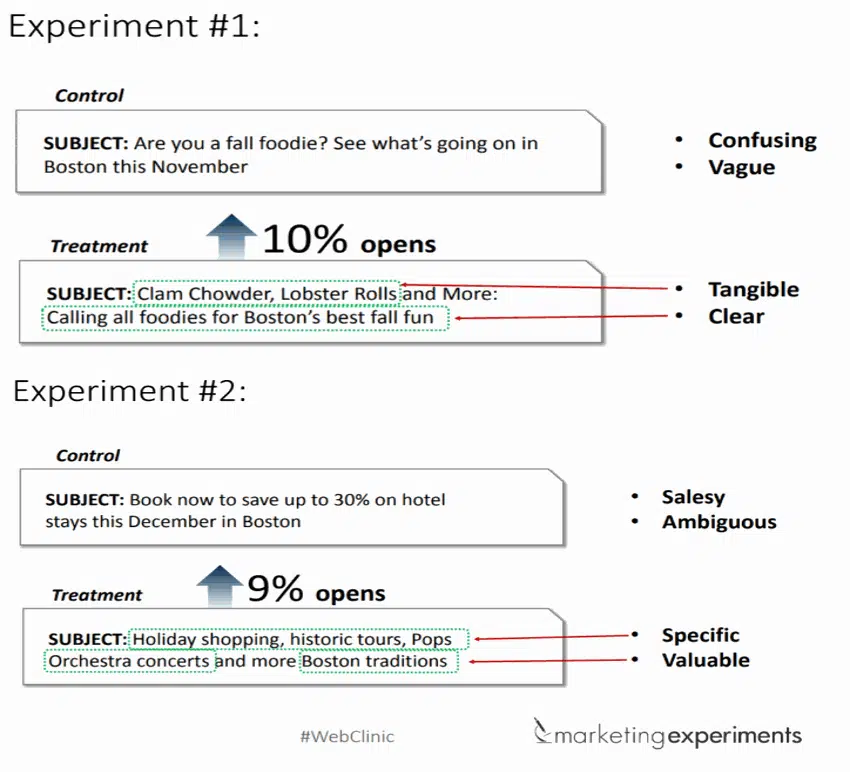 Experiment #1:
Control
SUBJECT: Are you a fall foodie? See what's going on in
Boston this November
• Confusing
• Vague
10% opens
Treatment
SUBJECT: Clam Chowder, Lobster Rolls and More:
Calling all foodies for Boston's best fall fun
• Tangible
• Clear
Experiment #2:
Control
SUBJECT: Book now to save up to 30% on hotel
stays this December in Boston
• Salesy
• Ambiguous
9% opens
Treatment
SUBJECT: Holiday shopping, historic tours, Pops
Orchestra concerts and more Boston traditions
• Specific
• Valuable
#WebClinic
marketingexperiments